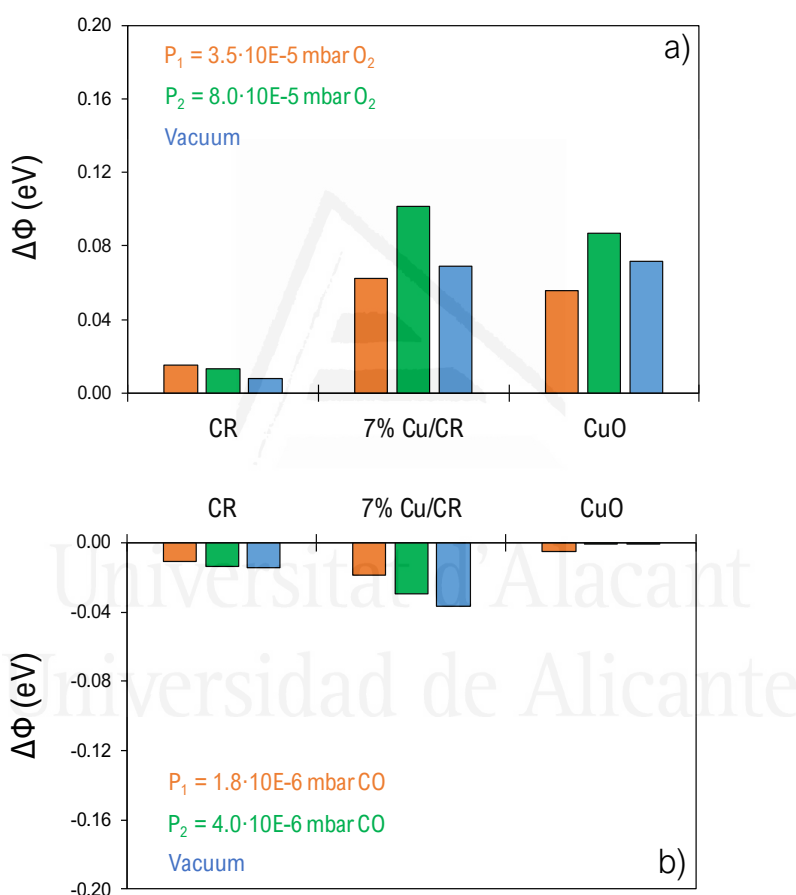 a)
P₁ = 3.5·10E-5 mbar O₂
P₂ = 8.0·10E-5 mbar O₂
Vacuum
ΔΦ (eV)
0.20
0.16
0.12
0.08
0.04
0.00
CR 7% Cu/CR CuO
CR 7% Cu/CR CuO
ΔΦ (eV)
0.00
-0.04
-0.08
-0.12
-0.16
-0.20
Universitat d'Alacant
Universidad de Alicante
P₁ = 1.8·10E-6 mbar CO
P₂ = 4.0·10E-6 mbar CO
Vacuum
b)